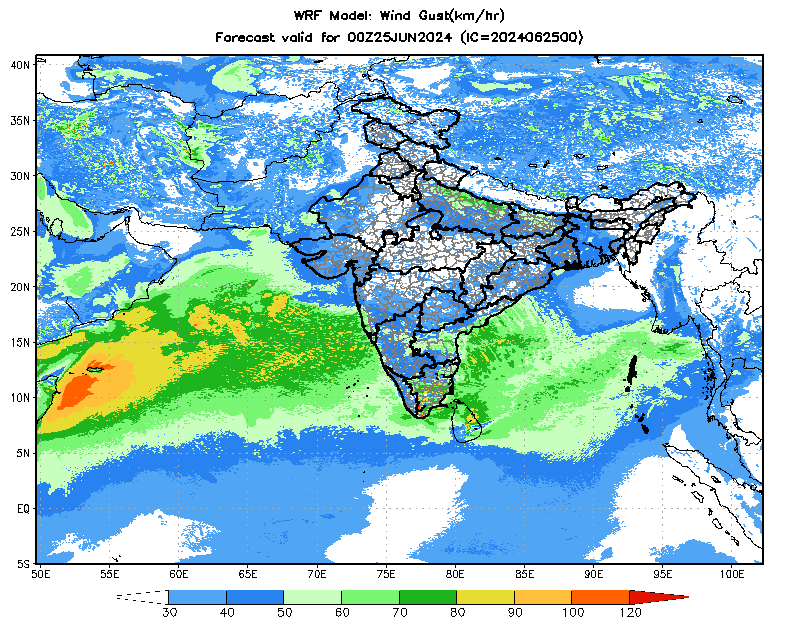 WRF Model: Wind Gust(km/hr)
Forecast valid for 00Z25JUN2024 (IC=2024062500)
40N
35N
30N
25N
20N
15N
10N
5N
EQ
5S
50E 55E 60E 65E 70E 75E 80E 85E 90E 95E 100E
30 40 50 60 70 80 90 100 120